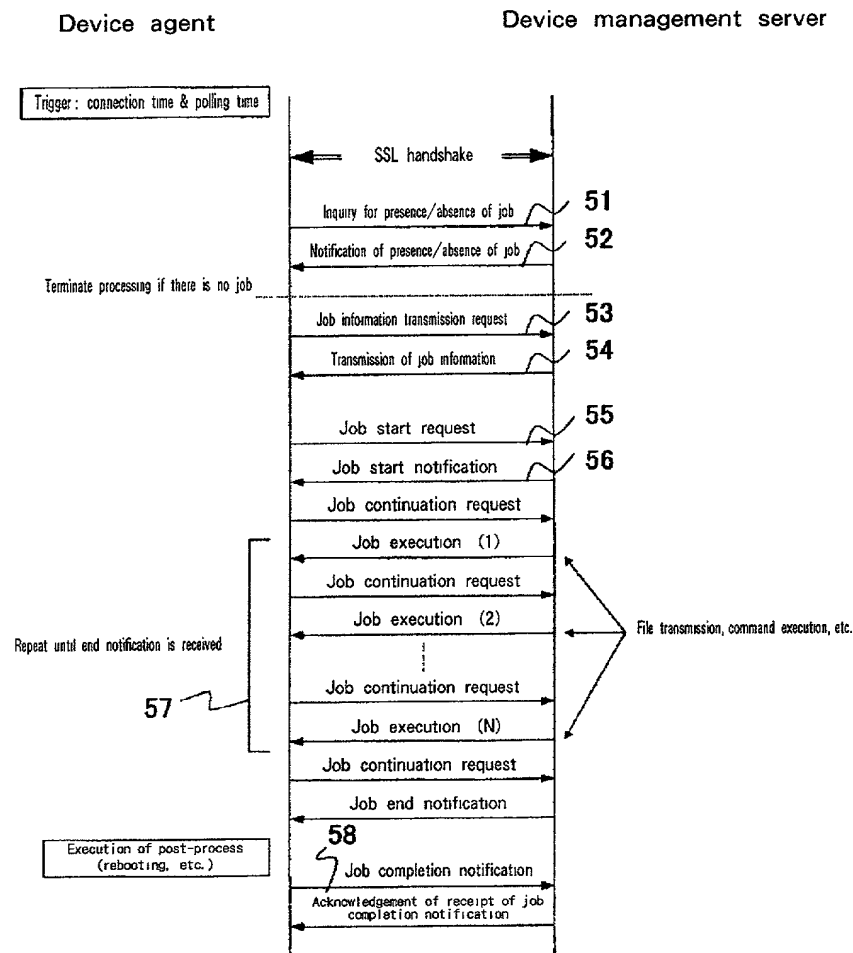 Device agent
Device management server
Trigger: connection time & polling time
SSL handshake
Inquiry for presence/absence of job
51
Notification of presence/absence of job
52
Terminate processing if there is no job
Job information transmission request
53
Transmission of job information
54
Job start request
55
Job start notification
56
Job continuation request
Job execution (1)
Job continuation request
Job execution (2)
File transmission, command execution, etc.
Repeat until end notification is received
57
Job continuation request
Job execution (N)
Job continuation request
Job end notification
Execution of post-process
(rebooting, etc.)
58
Job completion notification
Acknowledgement of receipt of job
completion notification